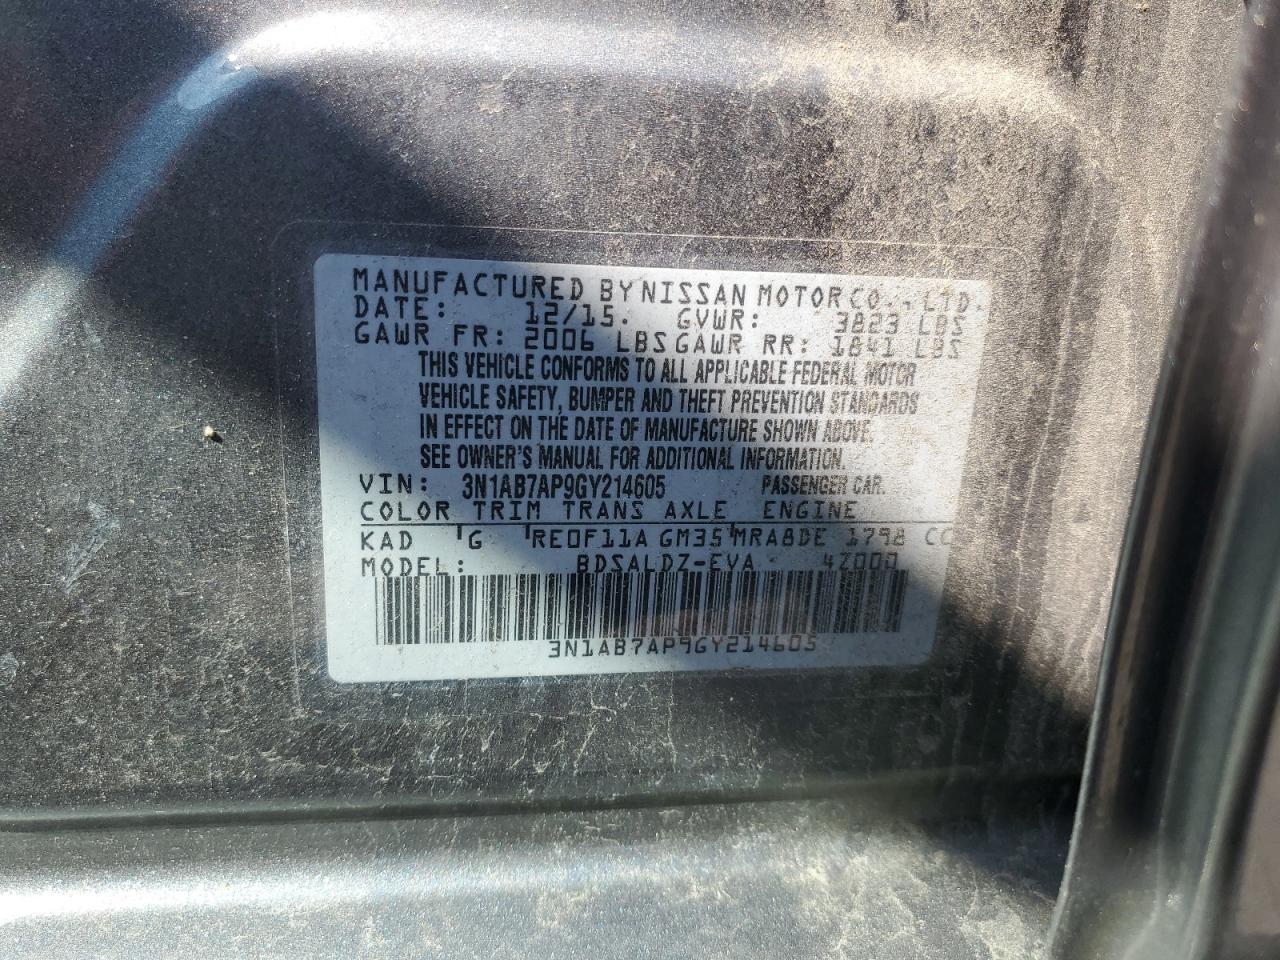 MANUFACTURED BY NISSAN MOTOR CO., LTD.
DATE: 12/15. GVWR: 3823 LBS
GAWR FR: 2006 LBS GAWR RR: 1841 LBS
THIS VEHICLE CONFORMS TO ALL APPLICABLE FEDERAL MOTOR
VEHICLE SAFETY, BUMPER AND THEFT PREVENTION STANDARDS
IN EFFECT ON THE DATE OF MANUFACTURE SHOWN ABOVE.
SEE OWNER'S MANUAL FOR ADDITIONAL INFORMATION.
VIN: 3N1AB7AP9GY214605 PASSENGER CAR.
COLOR TRIM TRANS AXLE ENGINE
KAD G RE0F11A GM35 MRA8DE 1798 CC
MODEL: BDSALDZ-EVA 4Z000
3N1AB7AP9GY214605